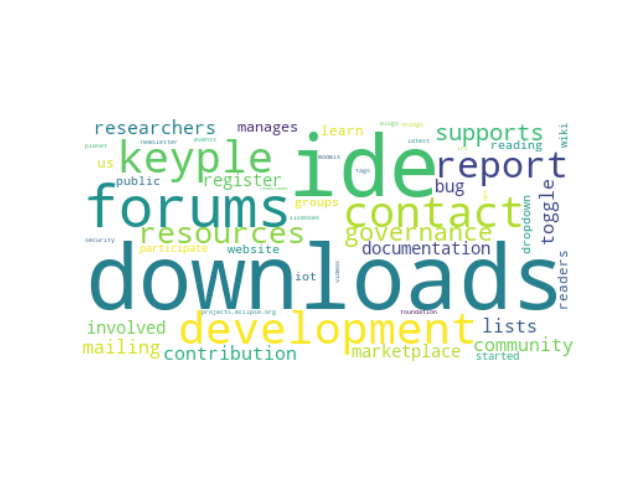 researchers manages learn supports wiki
us keyple ide report reading
public register bug toggle dropdown
forums groups contact
resources governance
participate website documentation readers
downloads iot videos
security licenses tags models
planet newsletter events latest
projects.eclipse.org foundation
involved development lists
mailing contribution marketplace community
started